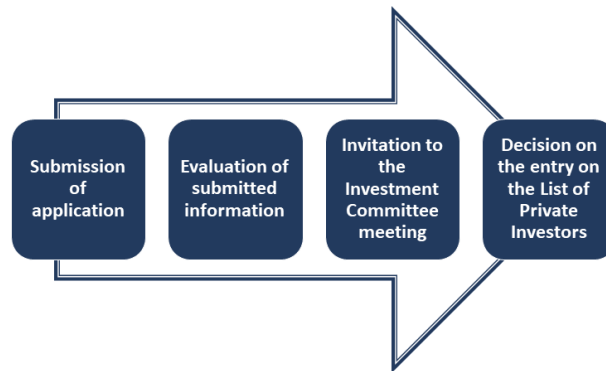 Submission
of
application
Evaluation of
submitted
information
Invitation to
the
Investment
Committee
meeting
Decision on
the entry on
the List of
Private
Investors